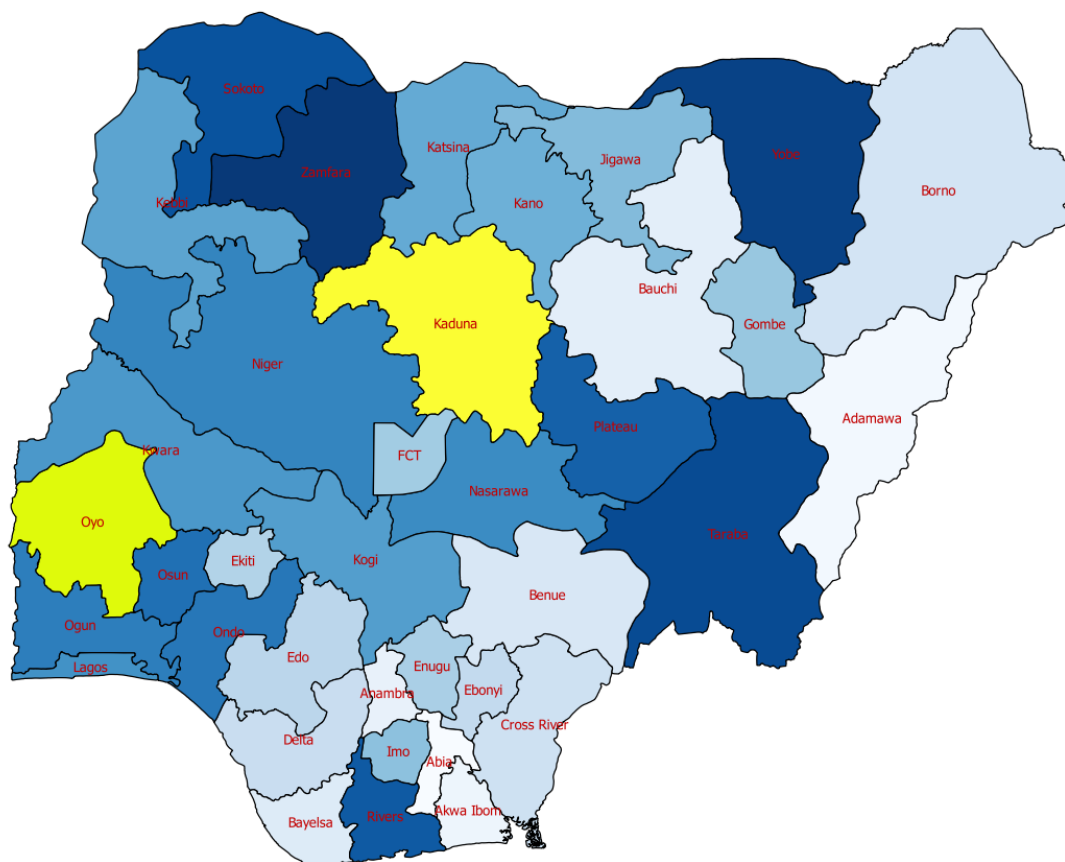 Sokoto
Katsina
Zamfara
Jigawa
Yobe
Borno
Kebbi
Kano
Bauchi
Kaduna
Gombe
Niger
Adamawa
Plateau
Kwara
FCT
Nasarawa
Oyo
Taraba
Ekiti
Kogi
Osun
Benue
Ogun
Ondo
Edo
Lagos
Enugu
Anambra
Ebonyi
Cross River
Delta
Imo
Abia
Bayelsa
Rivers
Akwa Ibom